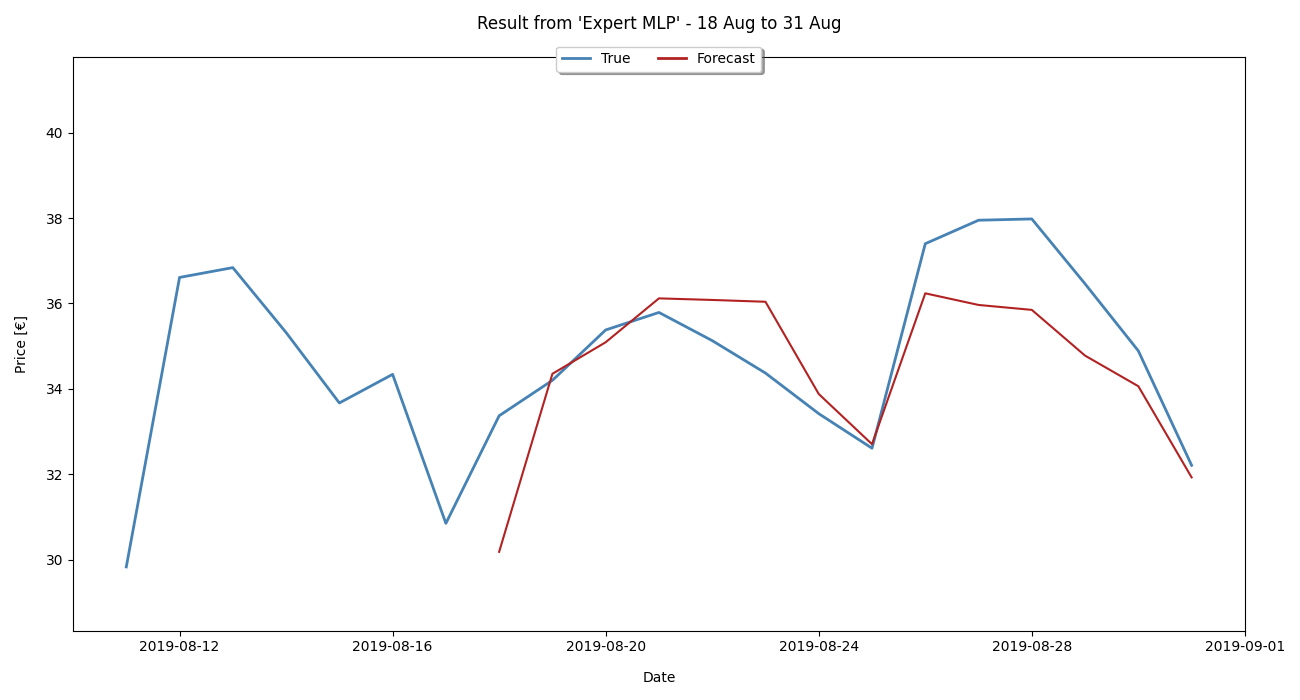 Result from 'Expert MLP' - 18 Aug to 31 Aug
True Forecast
40
38
36
34
32
30
Price [€]
2019-08-12 2019-08-16 2019-08-20 2019-08-24 2019-08-28 2019-09-01
Date